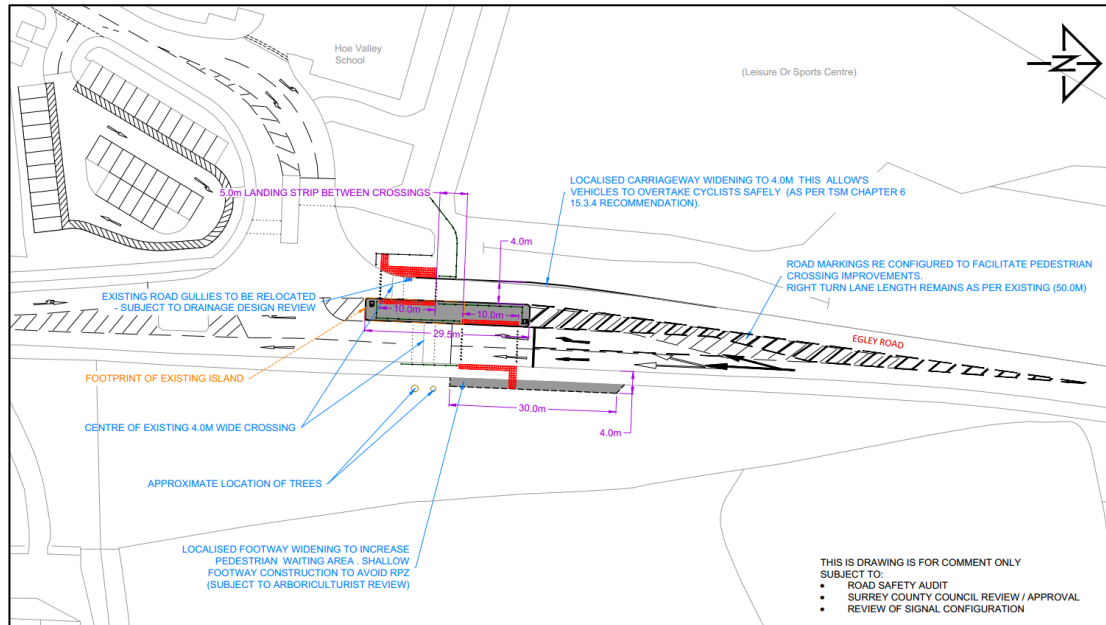 Hoe Valley
School
(Leisure Or Sports Centre)
N
5.0m LANDING STRIP BETWEEN CROSSINGS
LOCALISED CARRIAGEWAY WIDENING TO 4.0M THIS ALLOW'S
VEHICLES TO OVERTAKE CYCLISTS SAFELY (AS PER TSM CHAPTER 6
15.3.4 RECOMMENDATION).
4.0m
ROAD MARKINGS RE CONFIGURED TO FACILITATE PEDESTRIAN
CROSSING IMPROVEMENTS.
RIGHT TURN LANE LENGTH REMAINS AS PER EXISTING (50.0M)
EXISTING ROAD GULLIES TO BE RELOCATED
- SUBJECT TO DRAINAGE DESIGN REVIEW
10.0m
10.0m
29.5m
EGLEY ROAD
FOOTPRINT OF EXISTING ISLAND
30.0m
4.0m
CENTRE OF EXISTING 4.0M WIDE CROSSING
APPROXIMATE LOCATION OF TREES
LOCALISED FOOTWAY WIDENING TO INCREASE
PEDESTRIAN WAITING AREA . SHALLOW
FOOTWAY CONSTRUCTION TO AVOID RPZ
(SUBJECT TO ARBORICULTURIST REVIEW)
THIS IS DRAWING IS FOR COMMENT ONLY
SUBJECT TO:
• ROAD SAFETY AUDIT
• SURREY COUNTY COUNCIL REVIEW / APPROVAL
• REVIEW OF SIGNAL CONFIGURATION